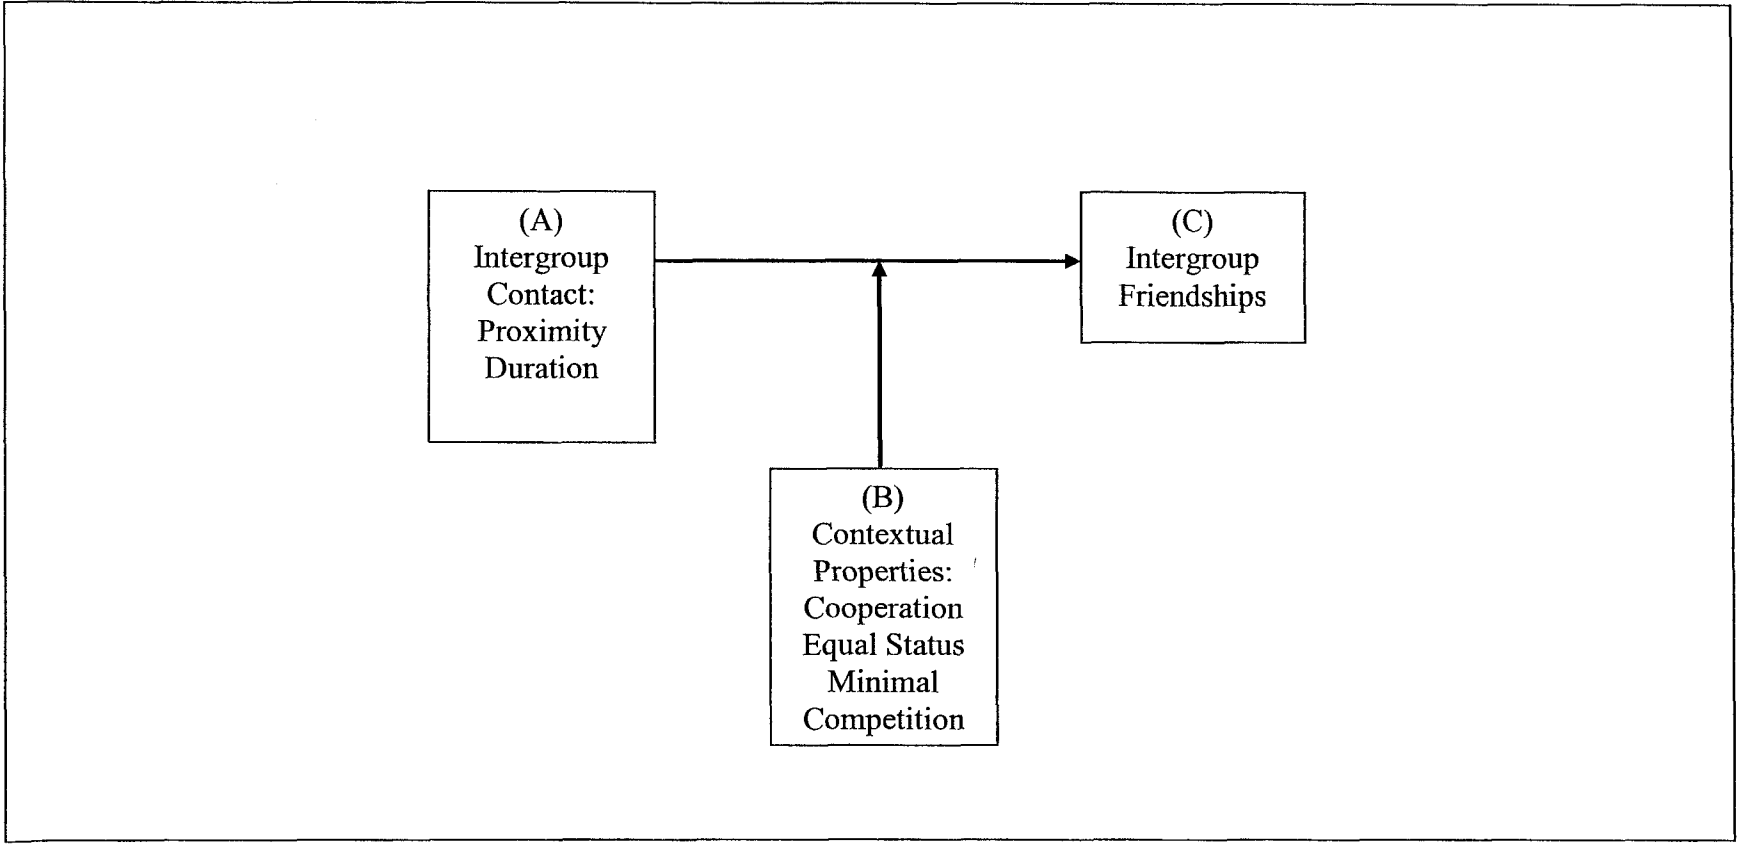 (A)
Intergroup
Contact:
Proximity
Duration
(C)
Intergroup
Friendships
(B)
Contextual
Properties:
Cooperation
Equal Status
Minimal
Competition